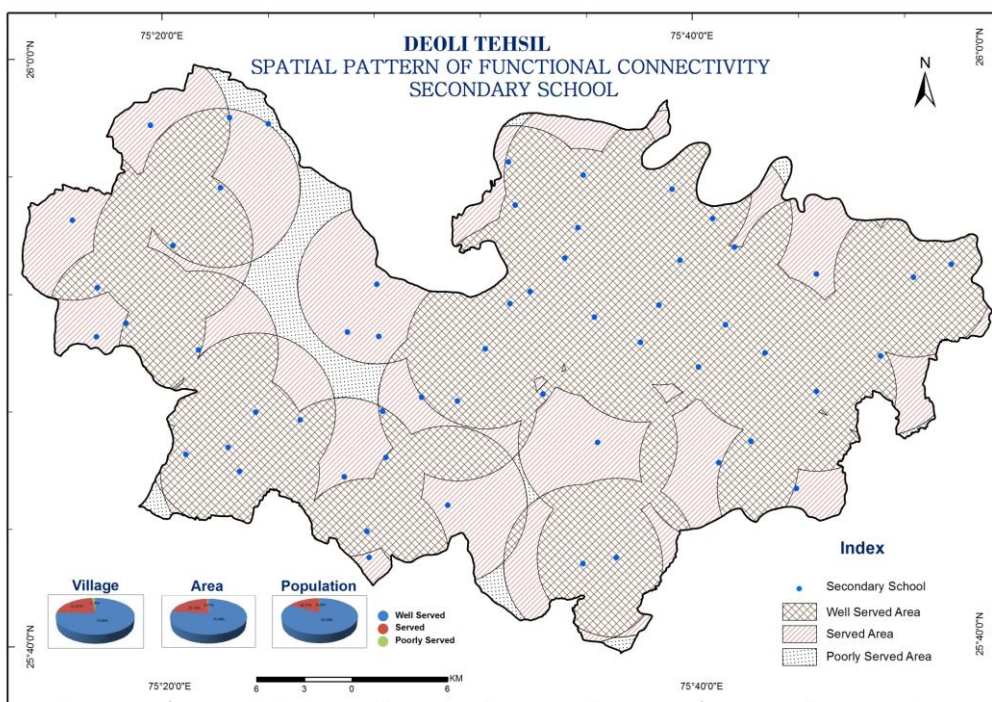 75°20'0"E
75°40'0"E
26°0'0"N
26°0'0"N
DEOLI TEHSIL
SPATIAL PATTERN OF FUNCTIONAL CONNECTIVITY
SECONDARY SCHOOL
N
Index
Secondary School
Well Served Area
Served Area
Poorly Served Area
Village
Area
Population
Well Served
Served
Poorly Served
25°40'0"N
25°40'0"N
75°20'0"E
75°40'0"E
KM
6 3 0 6